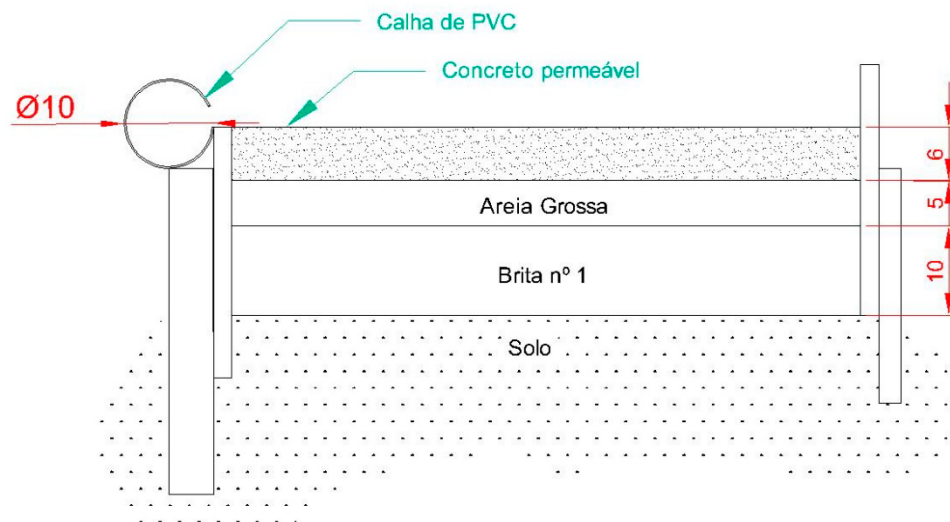 Calha de PVC
Concreto permeável
Ø10
6
Areia Grossa
5
Brita nº 1
10
Solo